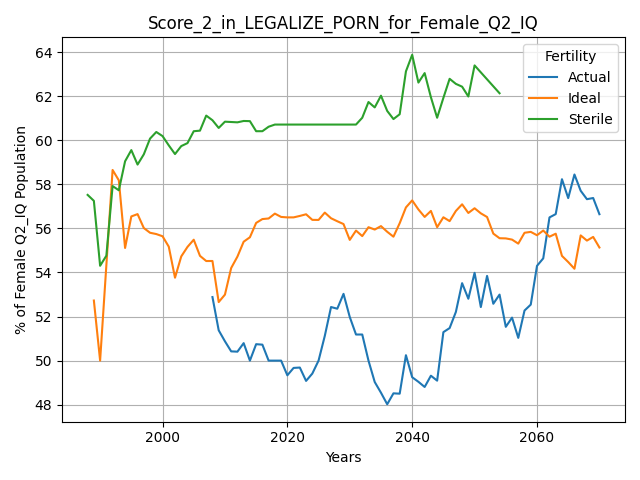 Score_2_in_LEGALIZE_PORN_for_Female_Q2_IQ
% of Female Q2_IQ Population
64
62
60
58
56
54
52
50
48
Fertility
Actual
Ideal
Sterile
2000
2020
2040
2060
Years